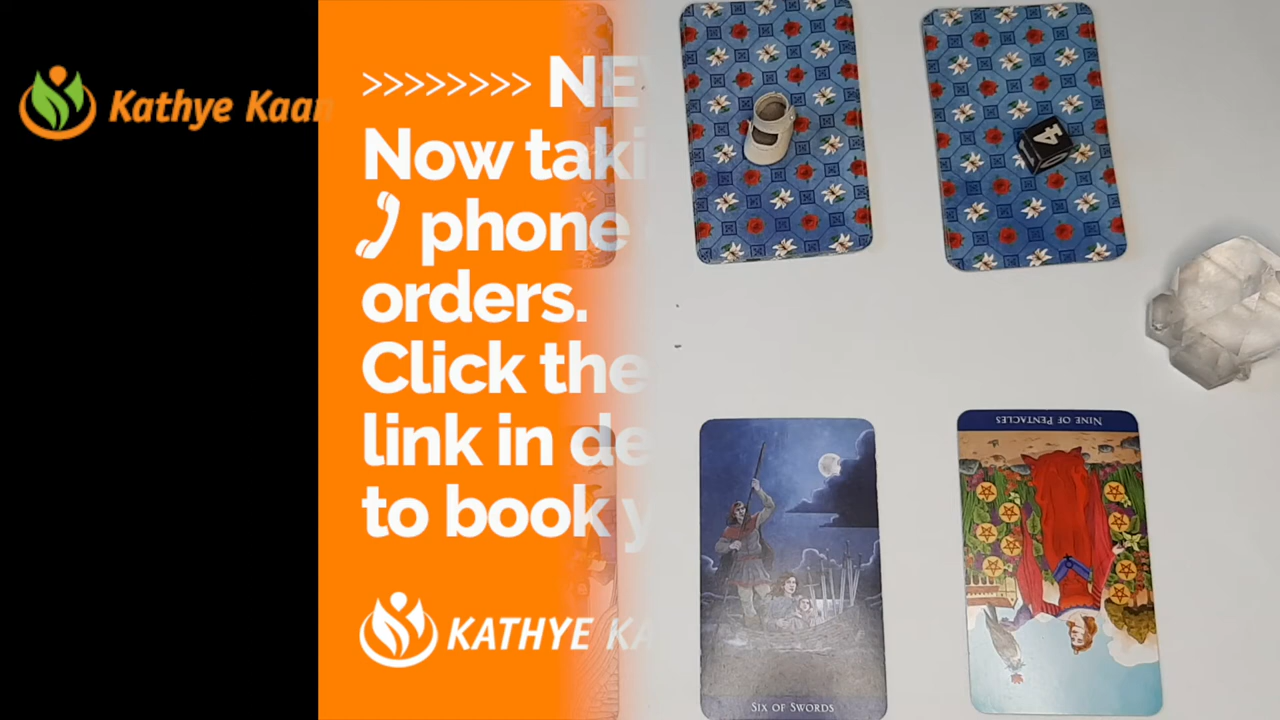 Kathye Kaan
>>>>>>>> NE
Now taki
phone
orders.
Click the
link in de
to book y
KATHYE KA
4
NINE OF PENTACLES
SIX OF SWORDS